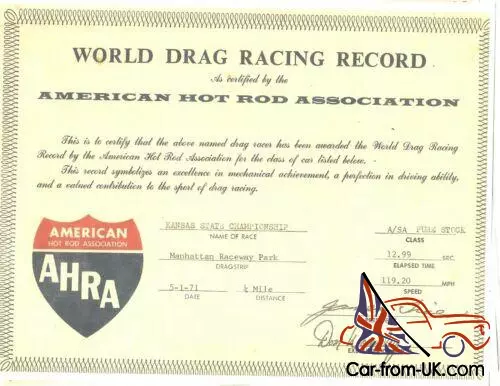 WORLD DRAG RACING RECORD
As certified by the
AMERICAN HOT ROD ASSOCIATION
This is to certify that the above named drag racer has been awarded the World Drag Racing
Record by the American Hot Rod Association for the class of car listed below.
This record symbolizes an excellence in mechanical achievement, a perfection in driving ability,
and a valued contribution to the sport of drag racing.
KANSAS STATE CHAMPIONSHIP
NAME OF RACE
A/SA PURE STOCK
CLASS
Manhattan Raceway Park
DRAGSTRIP
12.99 SEC.
ELAPSED TIME
5-1-71
DATE
¼ Mile
DISTANCE
119.20 MPH
SPEED
AMERICAN
HOT ROD ASSOCIATION
AHRA
Car-from-UK.com